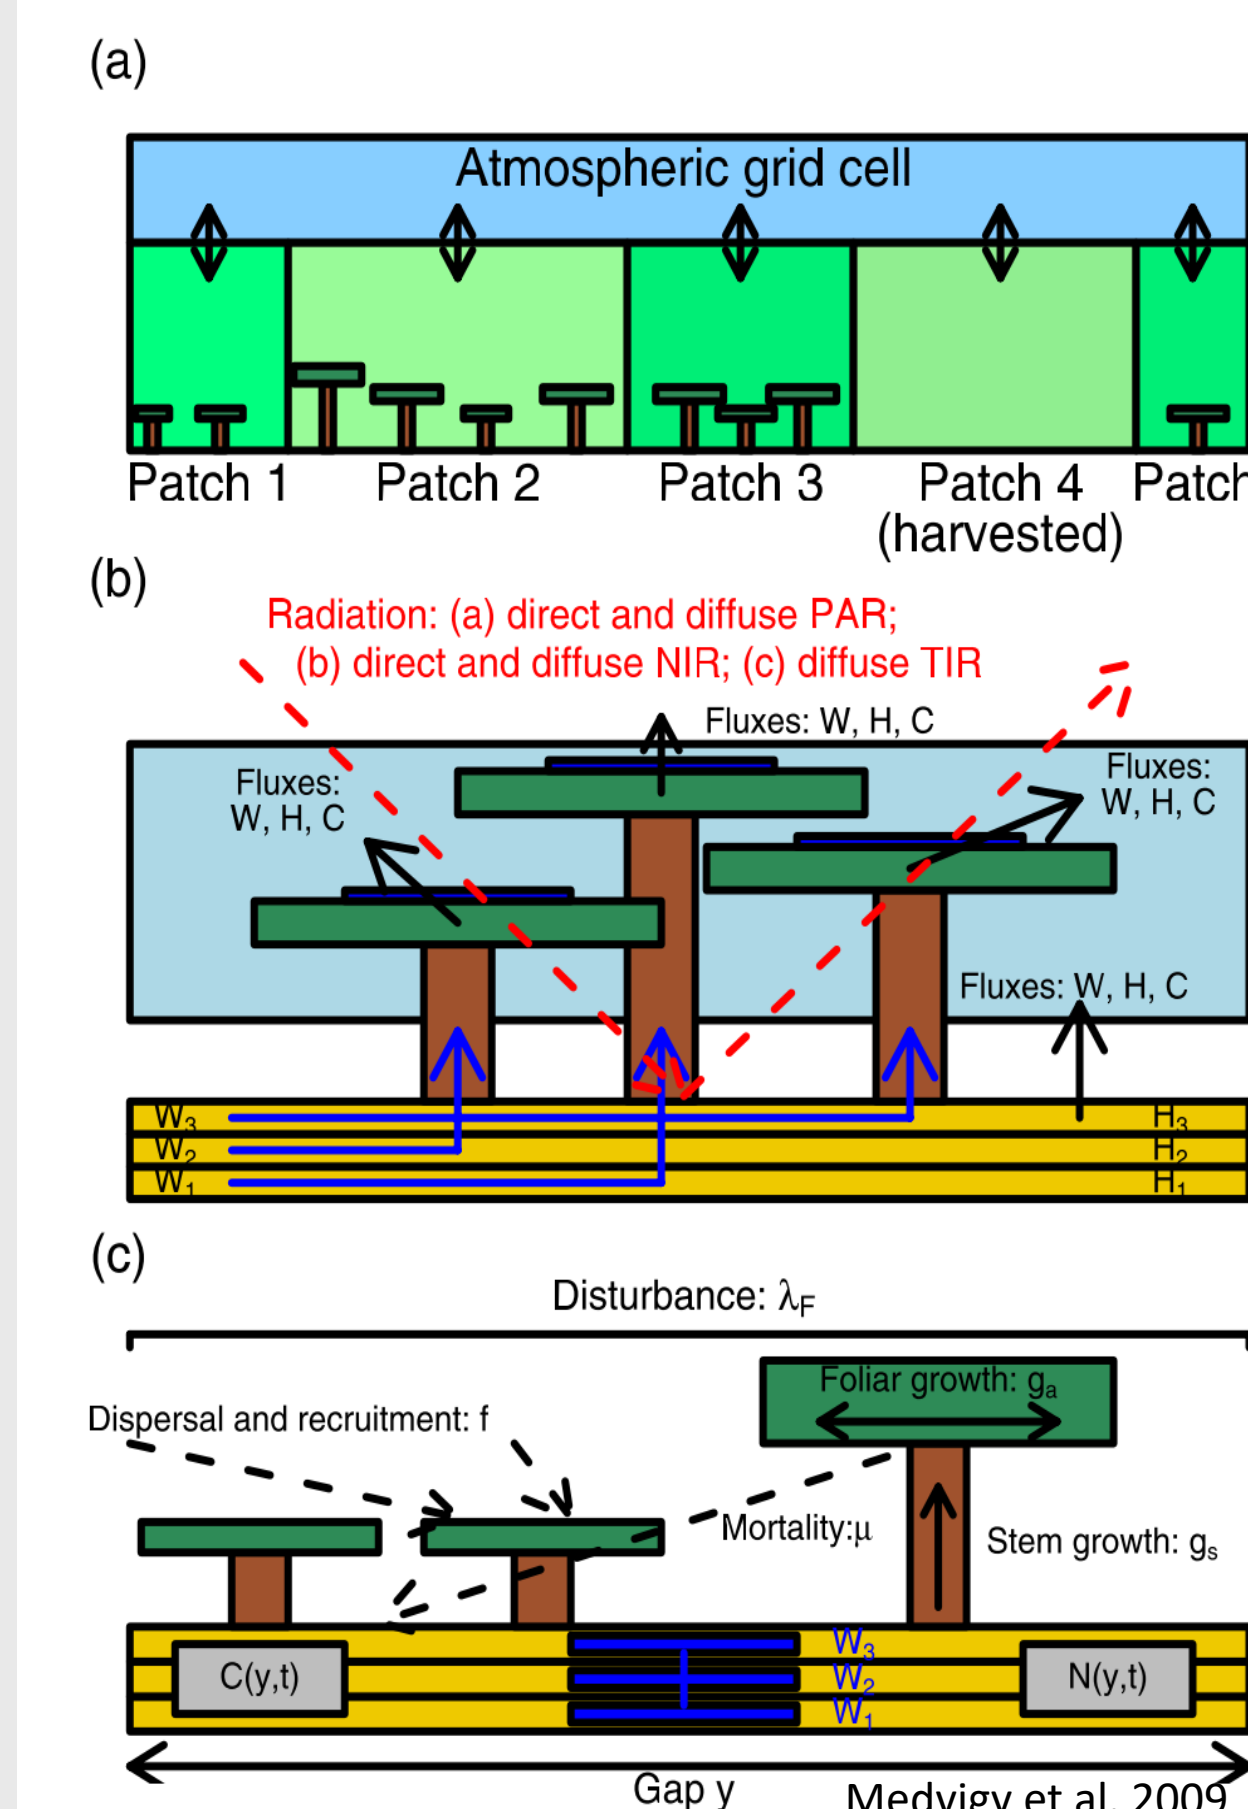 (a)
Atmospheric grid cell
Patch 1 Patch 2 Patch 3 Patch 4 Patch
(harvested)
(b)
Radiation: (a) direct and diffuse PAR;
(b) direct and diffuse NIR; (c) diffuse TIR
Fluxes: W, H, C
Fluxes:
W, H, C
Fluxes:
W, H, C
Fluxes: W, H, C
W₃ H₃
W₂ H₂
W₁ H₁
(c)
Disturbance: λF
Foliar growth: gₐ
Dispersal and recruitment: f
Mortality:μ
Stem growth: gₛ
W₃
C(y,t) W₂ N(y,t)
W₁
Gap y
Medvigy et al. 2009